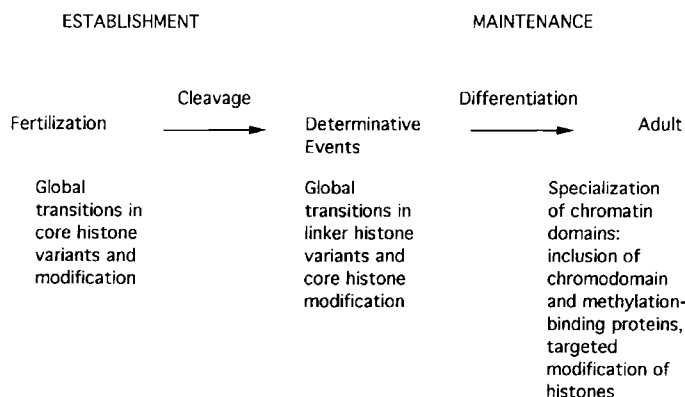 ESTABLISHMENT MAINTENANCE
Cleavage Differentiation
Fertilization Determinative Events Adult
Global
transitions in
core histone
variants and
modification
Global
transitions in
linker histone
variants and
core histone
modification
Specialization
of chromatin
domains:
inclusion of
chromodomain
and methylation-
binding proteins,
targeted
modification of
histones